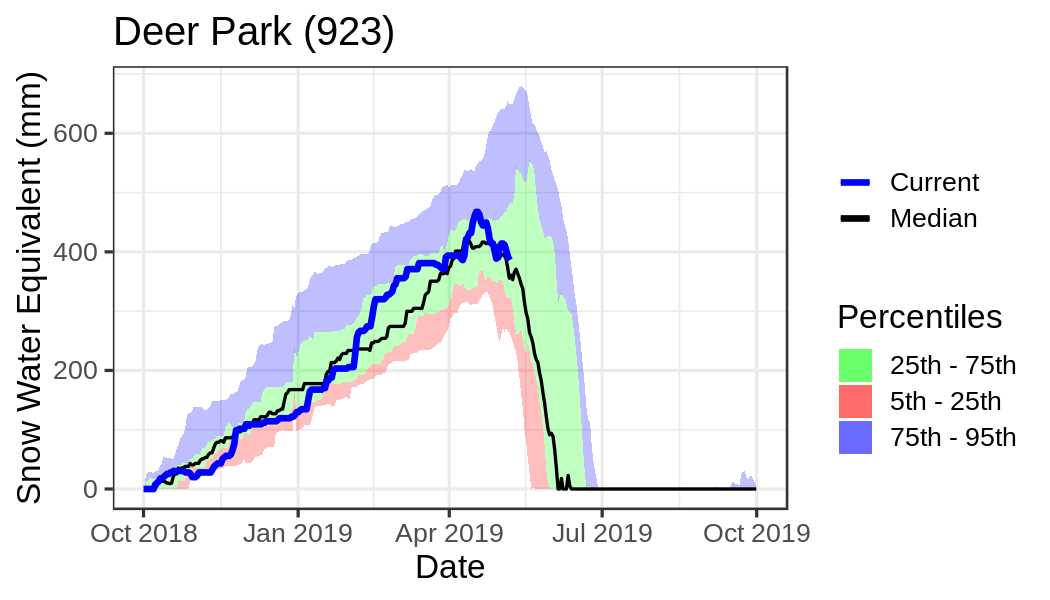 Deer Park (923)
Snow Water Equivalent (mm)
600
400
200
0
Oct 2018
Jan 2019
Apr 2019
Jul 2019
Oct 2019
Date
Current
Median
Percentiles
25th - 75th
5th - 25th
75th - 95th